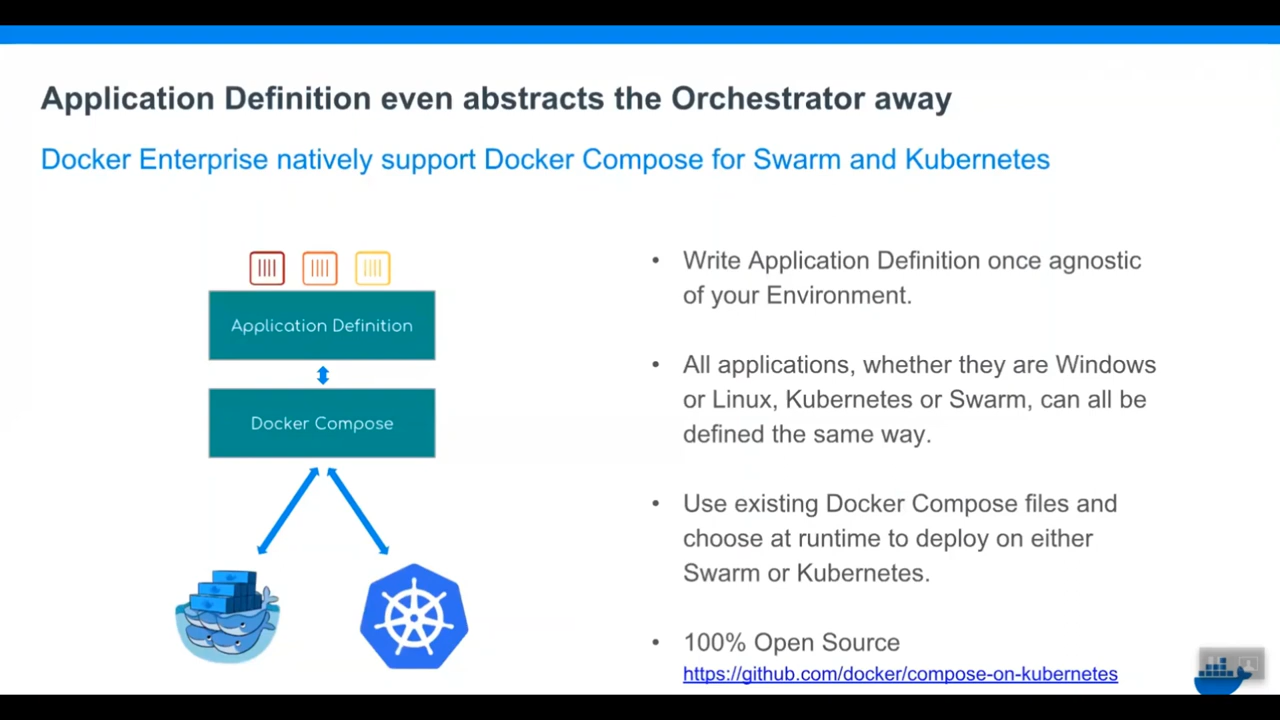 Application Definition even abstracts the Orchestrator away
Docker Enterprise natively support Docker Compose for Swarm and Kubernetes
Application Definition
Docker Compose
• Write Application Definition once agnostic
of your Environment.
• All applications, whether they are Windows
or Linux, Kubernetes or Swarm, can all be
defined the same way.
• Use existing Docker Compose files and
choose at runtime to deploy on either
Swarm or Kubernetes.
• 100% Open Source
https://github.com/docker/compose-on-kubernetes